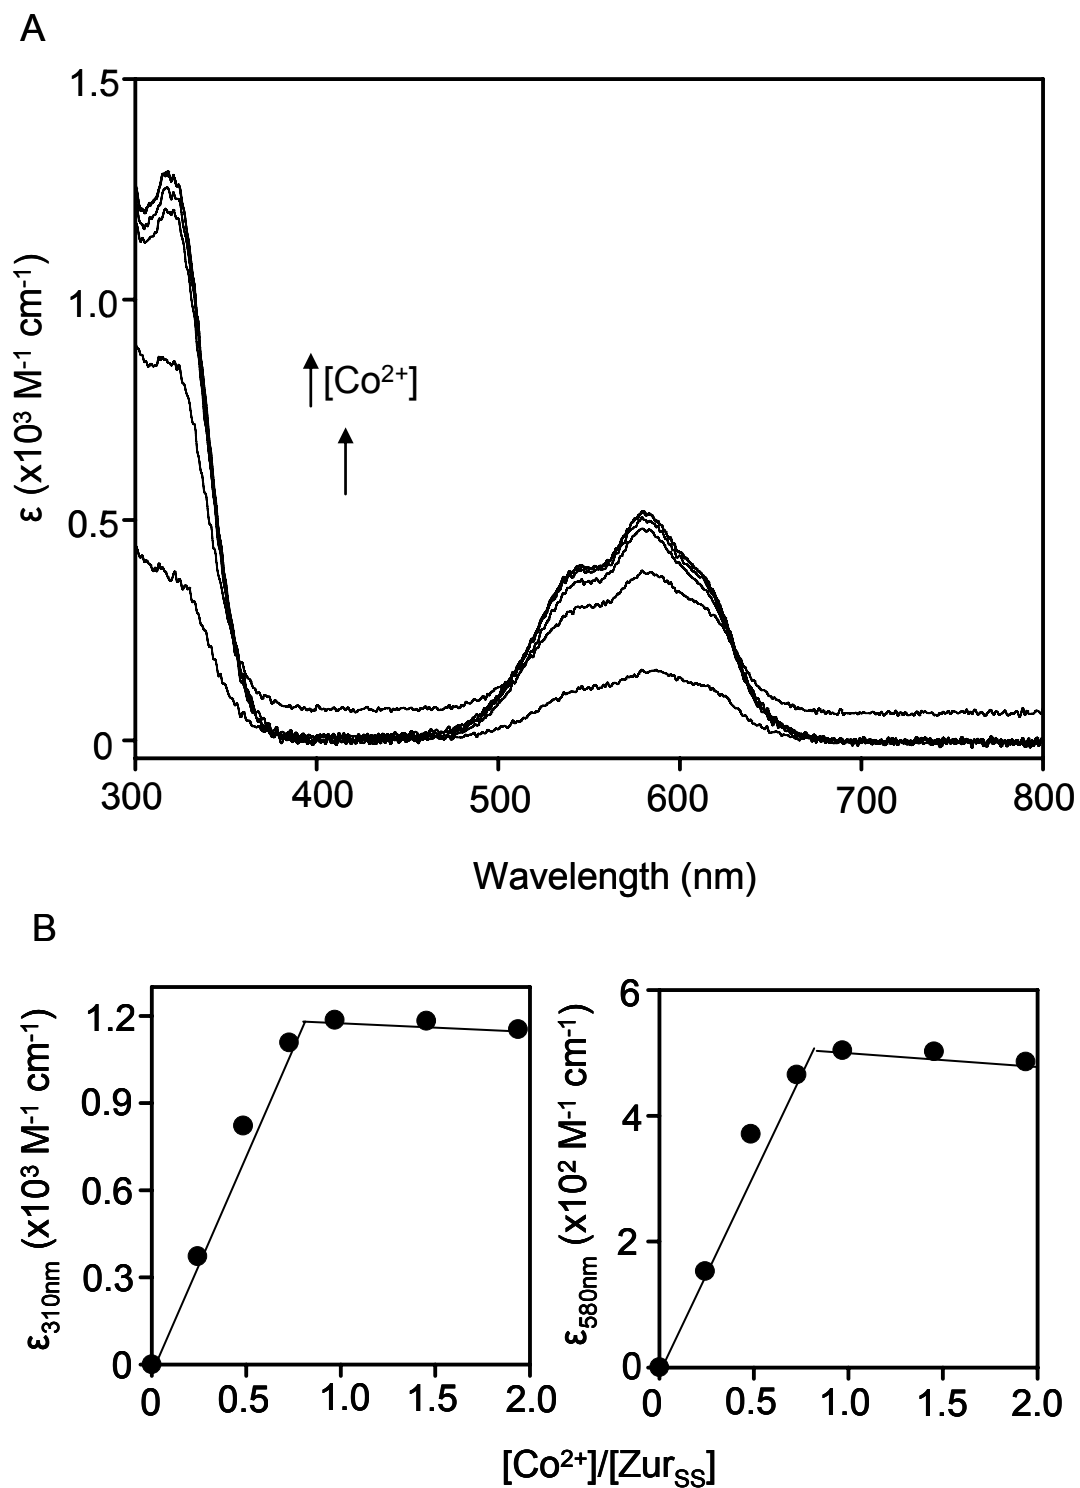 A
1.5
1.0
0.5
0
ε (x10³ M⁻¹ cm⁻¹)
[Co²⁺]
300 400 500 600 700 800
Wavelength (nm)
B
1.2
0.9
0.6
0.3
0
ε₃₁₀ₙₘ (x10³ M⁻¹ cm⁻¹)
0 0.5 1.0 1.5 2.0
6
4
2
0
ε₅₈₀ₙₘ (x10² M⁻¹ cm⁻¹)
0 0.5 1.0 1.5 2.0
[Co²⁺]/[Zur_SS]